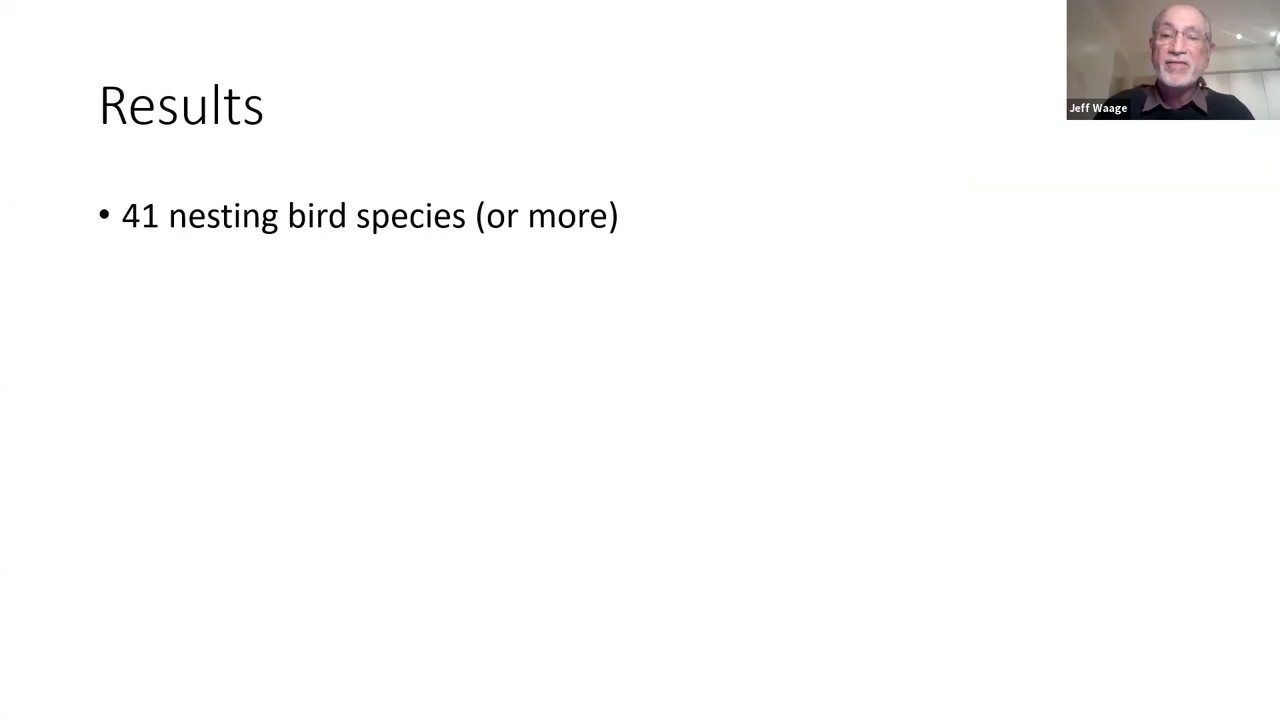 Results
• 41 nesting bird species (or more)
Jeff Waage